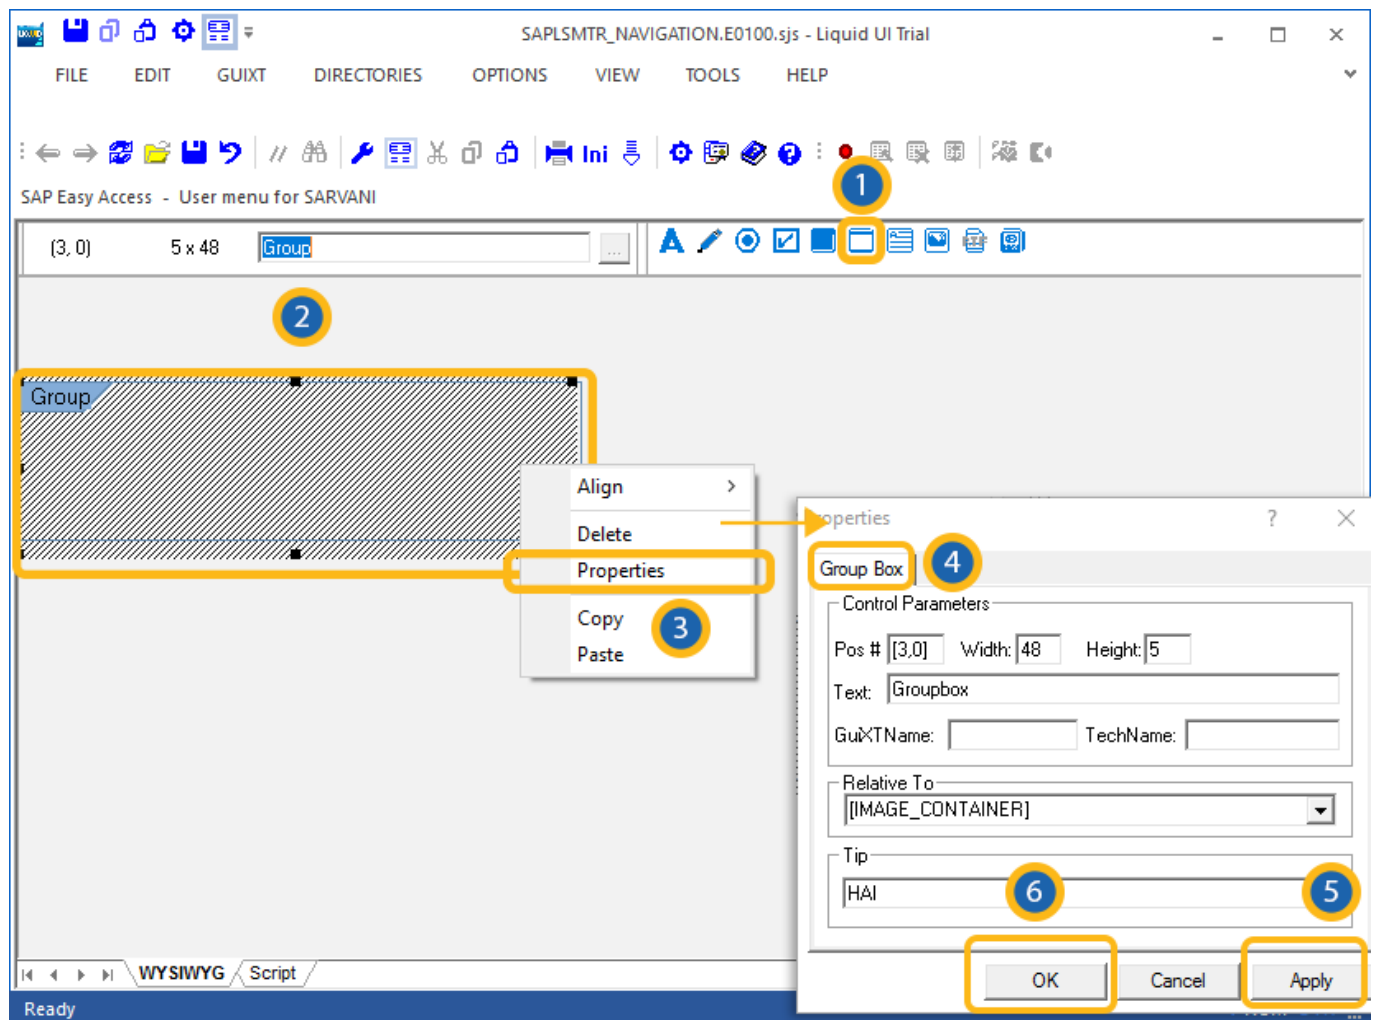 SAPLSMTR_NAVIGATION.E0100.sjs - Liquid UI Trial
FILE EDIT GUIXT DIRECTORIES OPTIONS VIEW TOOLS HELP
Ini
SAP Easy Access - User menu for SARVANI
1
(3, 0) 5 x 48 Group ...
2
Group
Align
Delete
Properties
Copy
Paste
3
operties
Group Box
4
Control Parameters
Pos # [3,0] Width: 48 Height: 5
Text: Groupbox
GuiXTName: TechName:
Relative To
[IMAGE_CONTAINER]
Tip
HAI
6
5
OK Cancel Apply
WYSIWYG Script
Ready